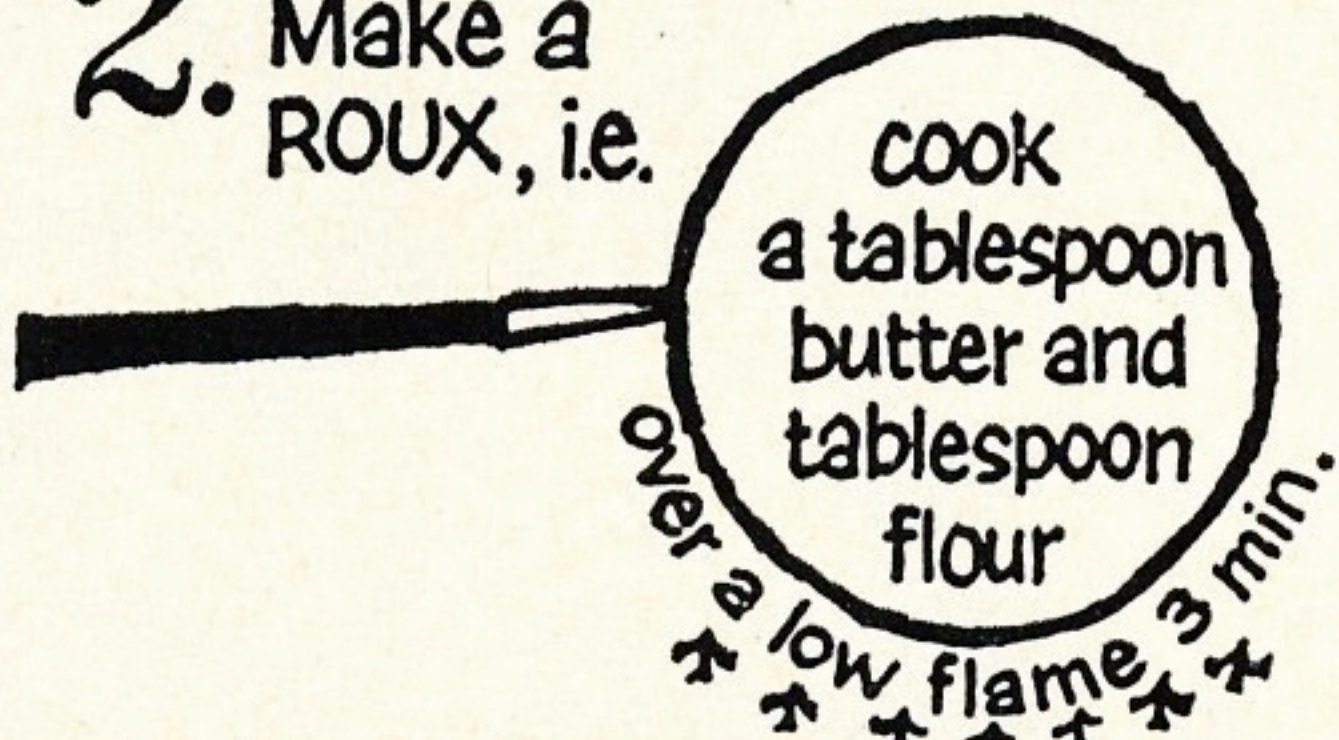 2. Make a
ROUX, i.e.
cook
a tablespoon
butter and
tablespoon
flour
over a low flame 3 min.